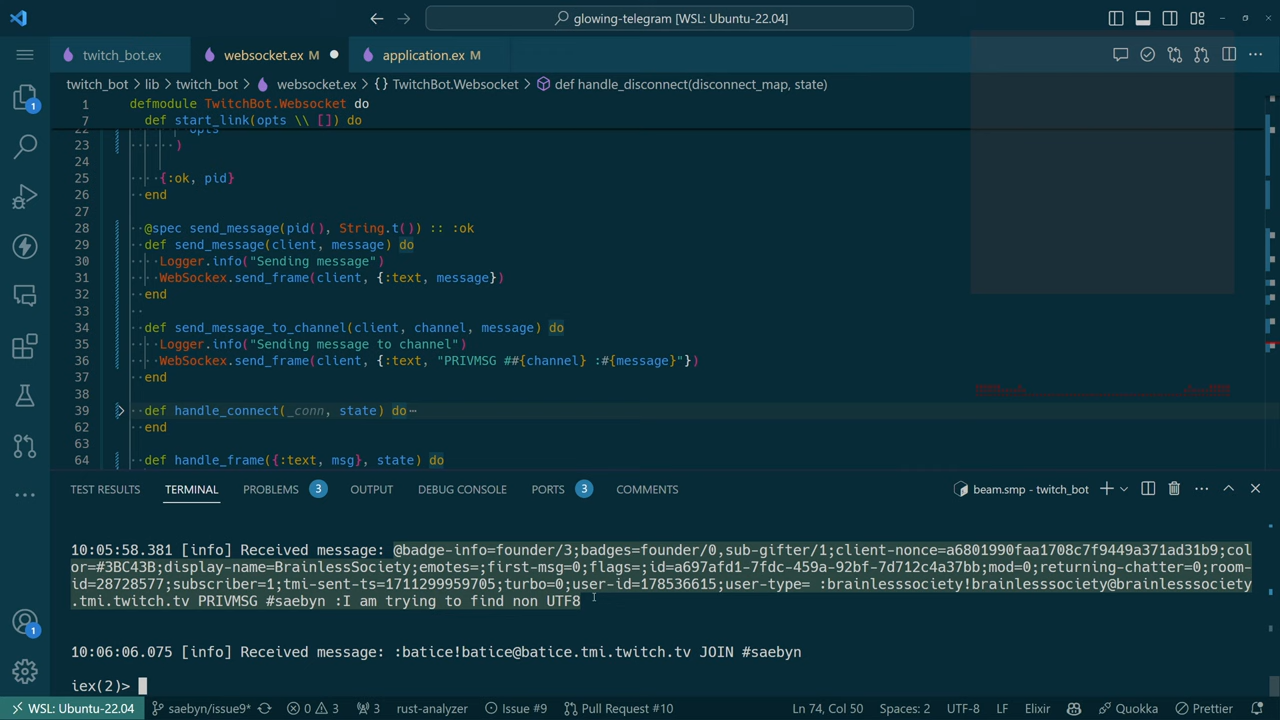 glowing-telegram [WSL: Ubuntu-22.04]
twitch_bot.ex
websocket.ex M
application.ex M
twitch_bot > lib > twitch_bot > websocket.ex > {} TwitchBot.Websocket > def handle_disconnect(disconnect_map, state)
1 defmodule TwitchBot.Websocket do
7 def start_link(opts \\ []) do
22 opts
23 )
24
25 {:ok, pid}
26 end
27
28 @spec send_message(pid(), String.t()) :: :ok
29 def send_message(client, message) do
30 Logger.info("Sending message")
31 WebSockex.send_frame(client, {:text, message})
32 end
33
34 def send_message_to_channel(client, channel, message) do
35 Logger.info("Sending message to channel")
36 WebSockex.send_frame(client, {:text, "PRIVMSG ##{channel} :#{message}"})
37 end
38
39 def handle_connect(_conn, state) do ⋯
62 end
63
64 def handle_frame({:text, msg}, state) do
TEST RESULTS TERMINAL PROBLEMS 3 OUTPUT DEBUG CONSOLE PORTS 3 COMMENTS
beam.smp - twitch_bot
10:05:58.381 [info] Received message: @badge-info=founder/3;badges=founder/0,sub-gifter/1;client-nonce=a6801990faa1708c7f9449a371ad31b9;col
or=#3BC43B;display-name=BrainlessSociety;emotes=;first-msg=0;flags=;id=a697afd1-7fdc-459a-92bf-7d712c4a37bb;mod=0;returning-chatter=0;room-
id=28728577;subscriber=1;tmi-sent-ts=1711299959705;turbo=0;user-id=178536615;user-type= :brainlesssociety!brainlesssociety@brainlesssociety
.tmi.twitch.tv PRIVMSG #saebyn :I am trying to find non UTF8
10:06:06.075 [info] Received message: :batice!batice@batice.tmi.twitch.tv JOIN #saebyn
iex(2)>
1
1
WSL: Ubuntu-22.04 saebyn/issue9* 0 3 3 rust-analyzer Issue #9 Pull Request #10 Ln 74, Col 50 Spaces: 2 UTF-8 LF Elixir Quokka Prettier